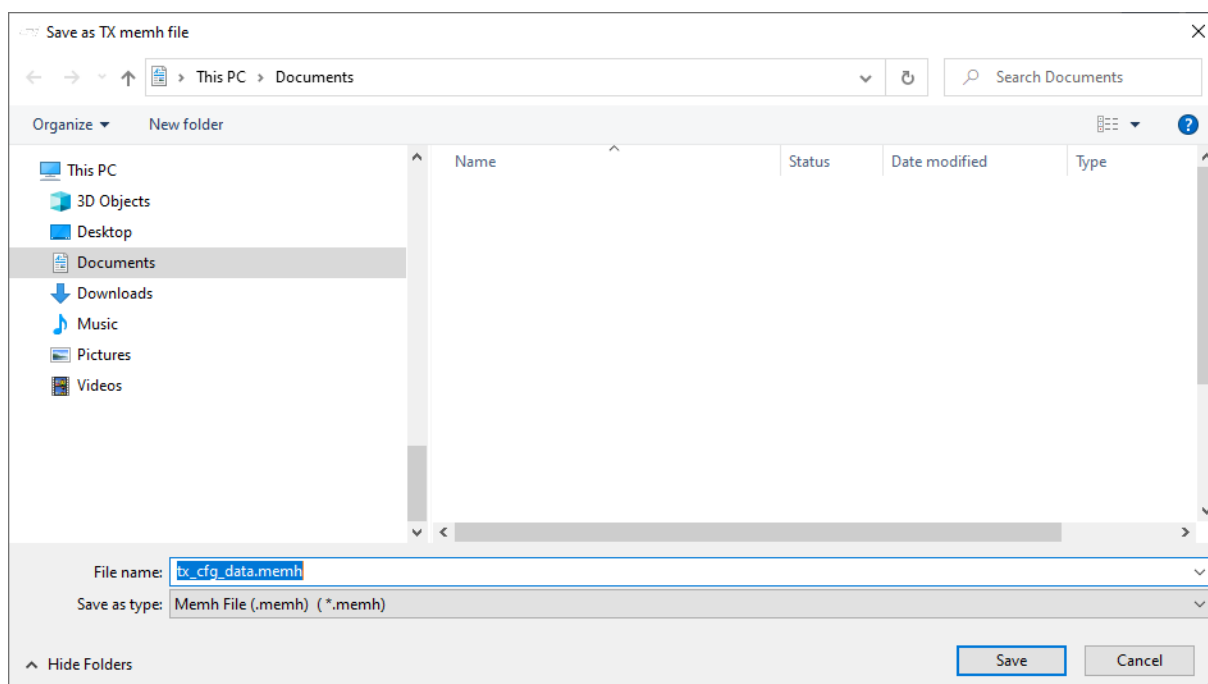 Save as TX memh file
This PC > Documents
Search Documents
Organize
New folder
This PC
3D Objects
Desktop
Documents
Downloads
Music
Pictures
Videos
Name Status Date modified Type
File name: tx_cfg_data.memh
Save as type: Memh File (.memh) (*.memh)
Hide Folders
Save
Cancel